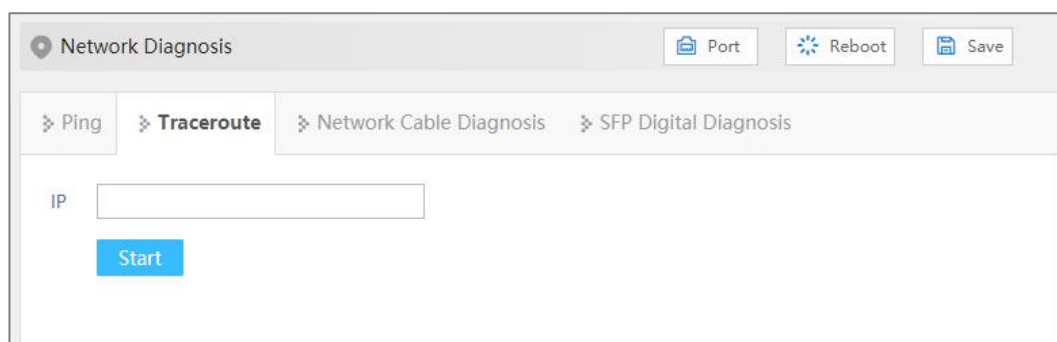 Network Diagnosis Port Reboot Save
Ping Traceroute Network Cable Diagnosis SFP Digital Diagnosis
IP
Start